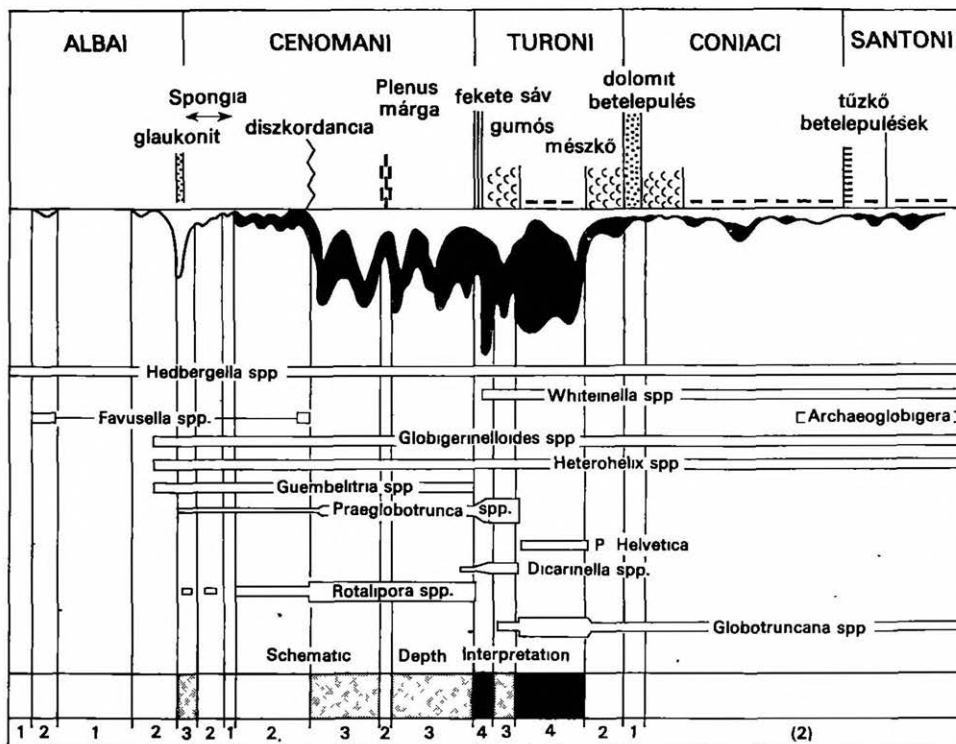 ALBAI CENOMANI TURONI CONIACI SANTONI
Spongia
glaukonit
diszkordancia
Plenus
márga
fekete sáv
gumós
mészkő
dolomit
betelepulés
tűzkő
betelepülések
Hedbergella spp
Whiteinella spp
Favusella spp.
Archaeoglobigera
Globigerinelloides spp
Heterohelix spp
Guembelitria spp
Praeglobotrunca spp.
P Helvetica
Dicarinella spp.
Rotalipora spp.
Globotruncana spp
Schematic Depth Interpretation
1 2 1 2 3 2 1 2, 3 2 3 4 3 4 2 1 (2)